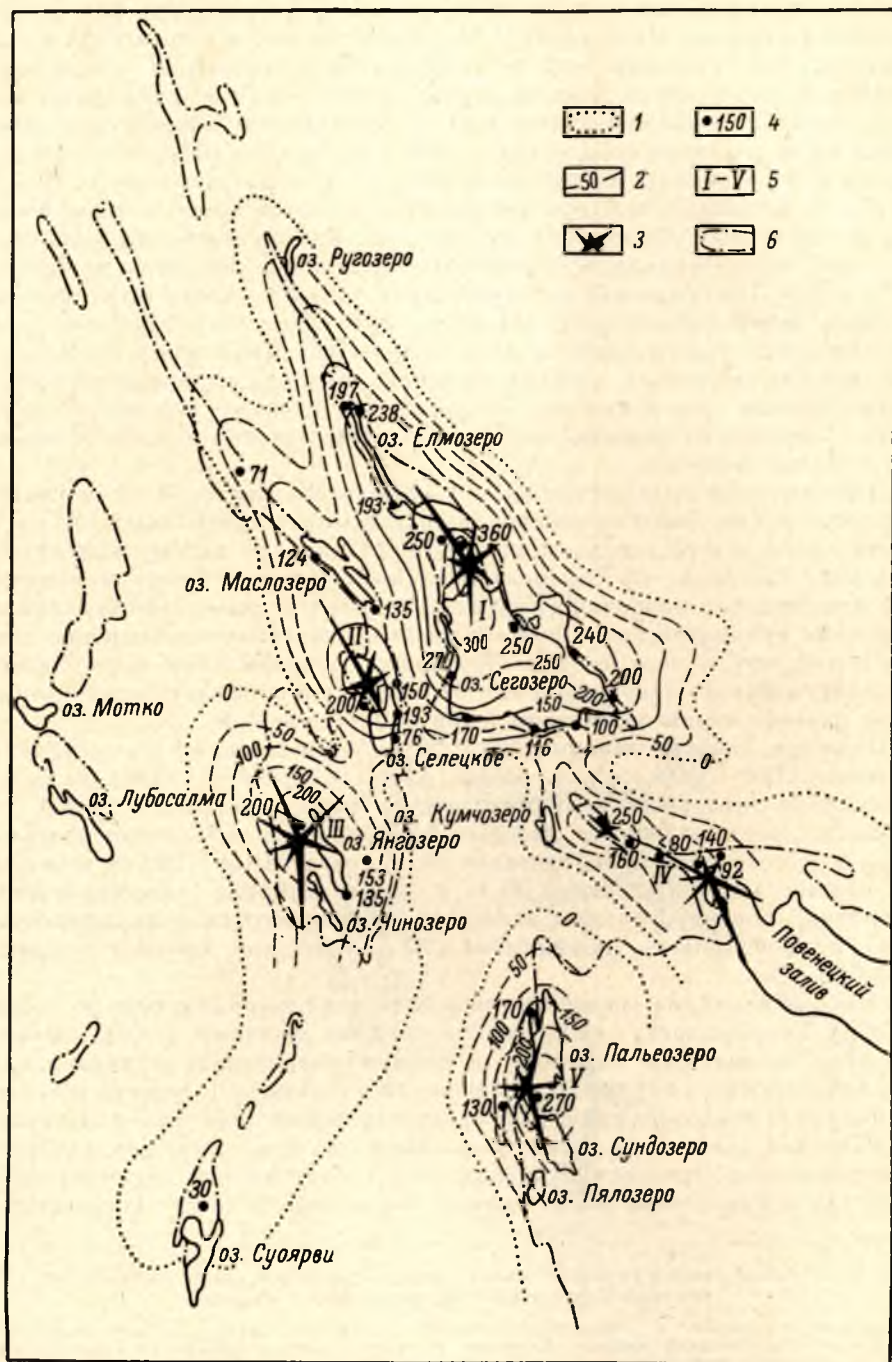 1
150 4
50 2
I-V 5
3
6
оз. Ругозеро
197
238
оз. Елмозеро
71
193
250
360
124
оз. Маслозеро
I
135
300
250
240
II
270
250
оз. Сегозеро
200
200
150
200
193
150
170
116
100
50
76
0
0
оз. Мотко
50
оз. Селецкое
100
оз. Лубосалма
150
200
200
оз. Кумчозеро
250
III
оз. Янгозеро
160
80
140
IV
92
153
135
оз. Чинозеро
0
Повенецкий
залив
50
170
150
100
200
оз. Пальеозеро
V
130
270
оз. Сундозеро
оз. Пялозеро
30
оз. Суоярви